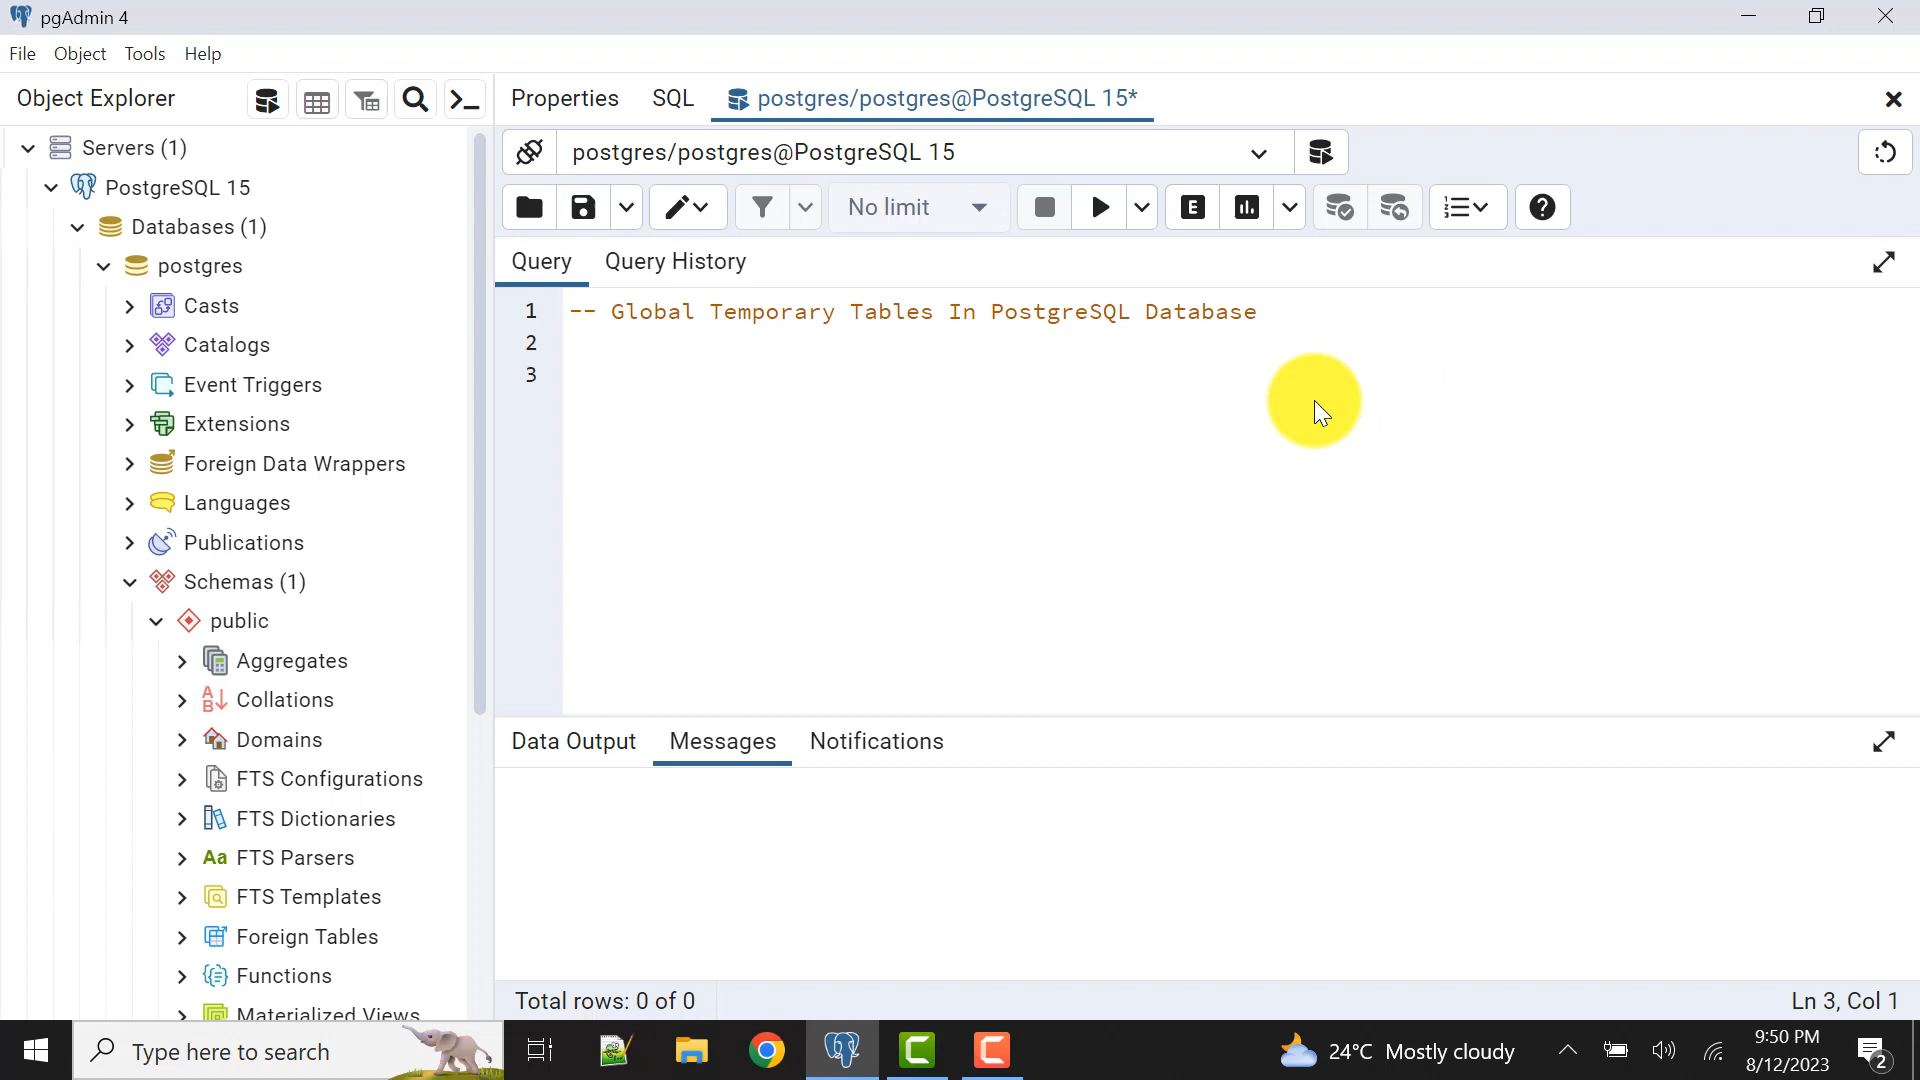 pgAdmin 4
File Object Tools Help
Object Explorer
Properties SQL postgres/postgres@PostgreSQL 15*
Servers (1)
PostgreSQL 15
Databases (1)
postgres
Casts
Catalogs
Event Triggers
Extensions
Foreign Data Wrappers
Languages
Publications
Schemas (1)
public
Aggregates
Collations
Domains
FTS Configurations
FTS Dictionaries
Aa FTS Parsers
FTS Templates
Foreign Tables
Functions
Materialized Views
postgres/postgres@PostgreSQL 15
No limit
E
Query Query History
1 -- Global Temporary Tables In PostgreSQL Database
2
3
Data Output Messages Notifications
Total rows: 0 of 0
Ln 3, Col 1
Type here to search
24°C Mostly cloudy
9:50 PM
8/12/2023
2